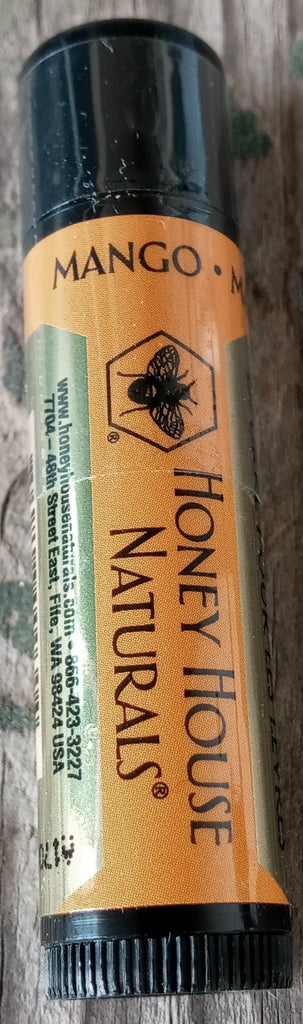 MANGO •
®
HONEY HOUSE
NATURALS®
www.honeyhousenaturals.com • 866-423-3227
7704 - 48th Street East, Fife, WA 98424 USA